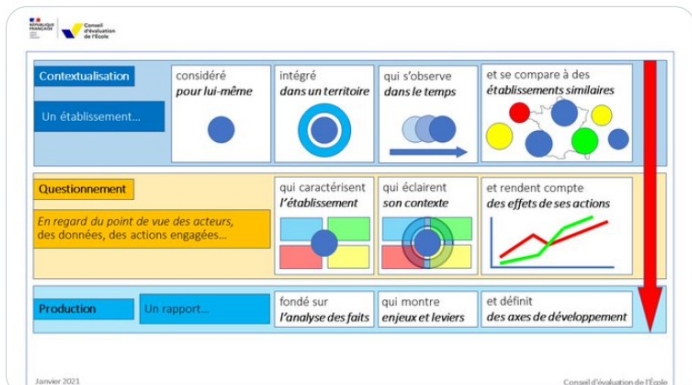 RÉPUBLIQUE
FRANÇAISE
Conseil
d'évaluation
de l'École
Contextualisation
Un établissement…
considéré
pour lui-même
intégré
dans un territoire
qui s'observe
dans le temps
et se compare à des
établissements similaires
Questionnement
En regard du point de vue des acteurs,
des données, des actions engagées…
qui caractérisent
l'établissement
qui éclairent
son contexte
et rendent compte
des effets de ses actions
Production
Un rapport…
fondé sur
l'analyse des faits
qui montre
enjeux et leviers
et définit
des axes de développement
Janvier 2021
Conseil d'évaluation de l'École